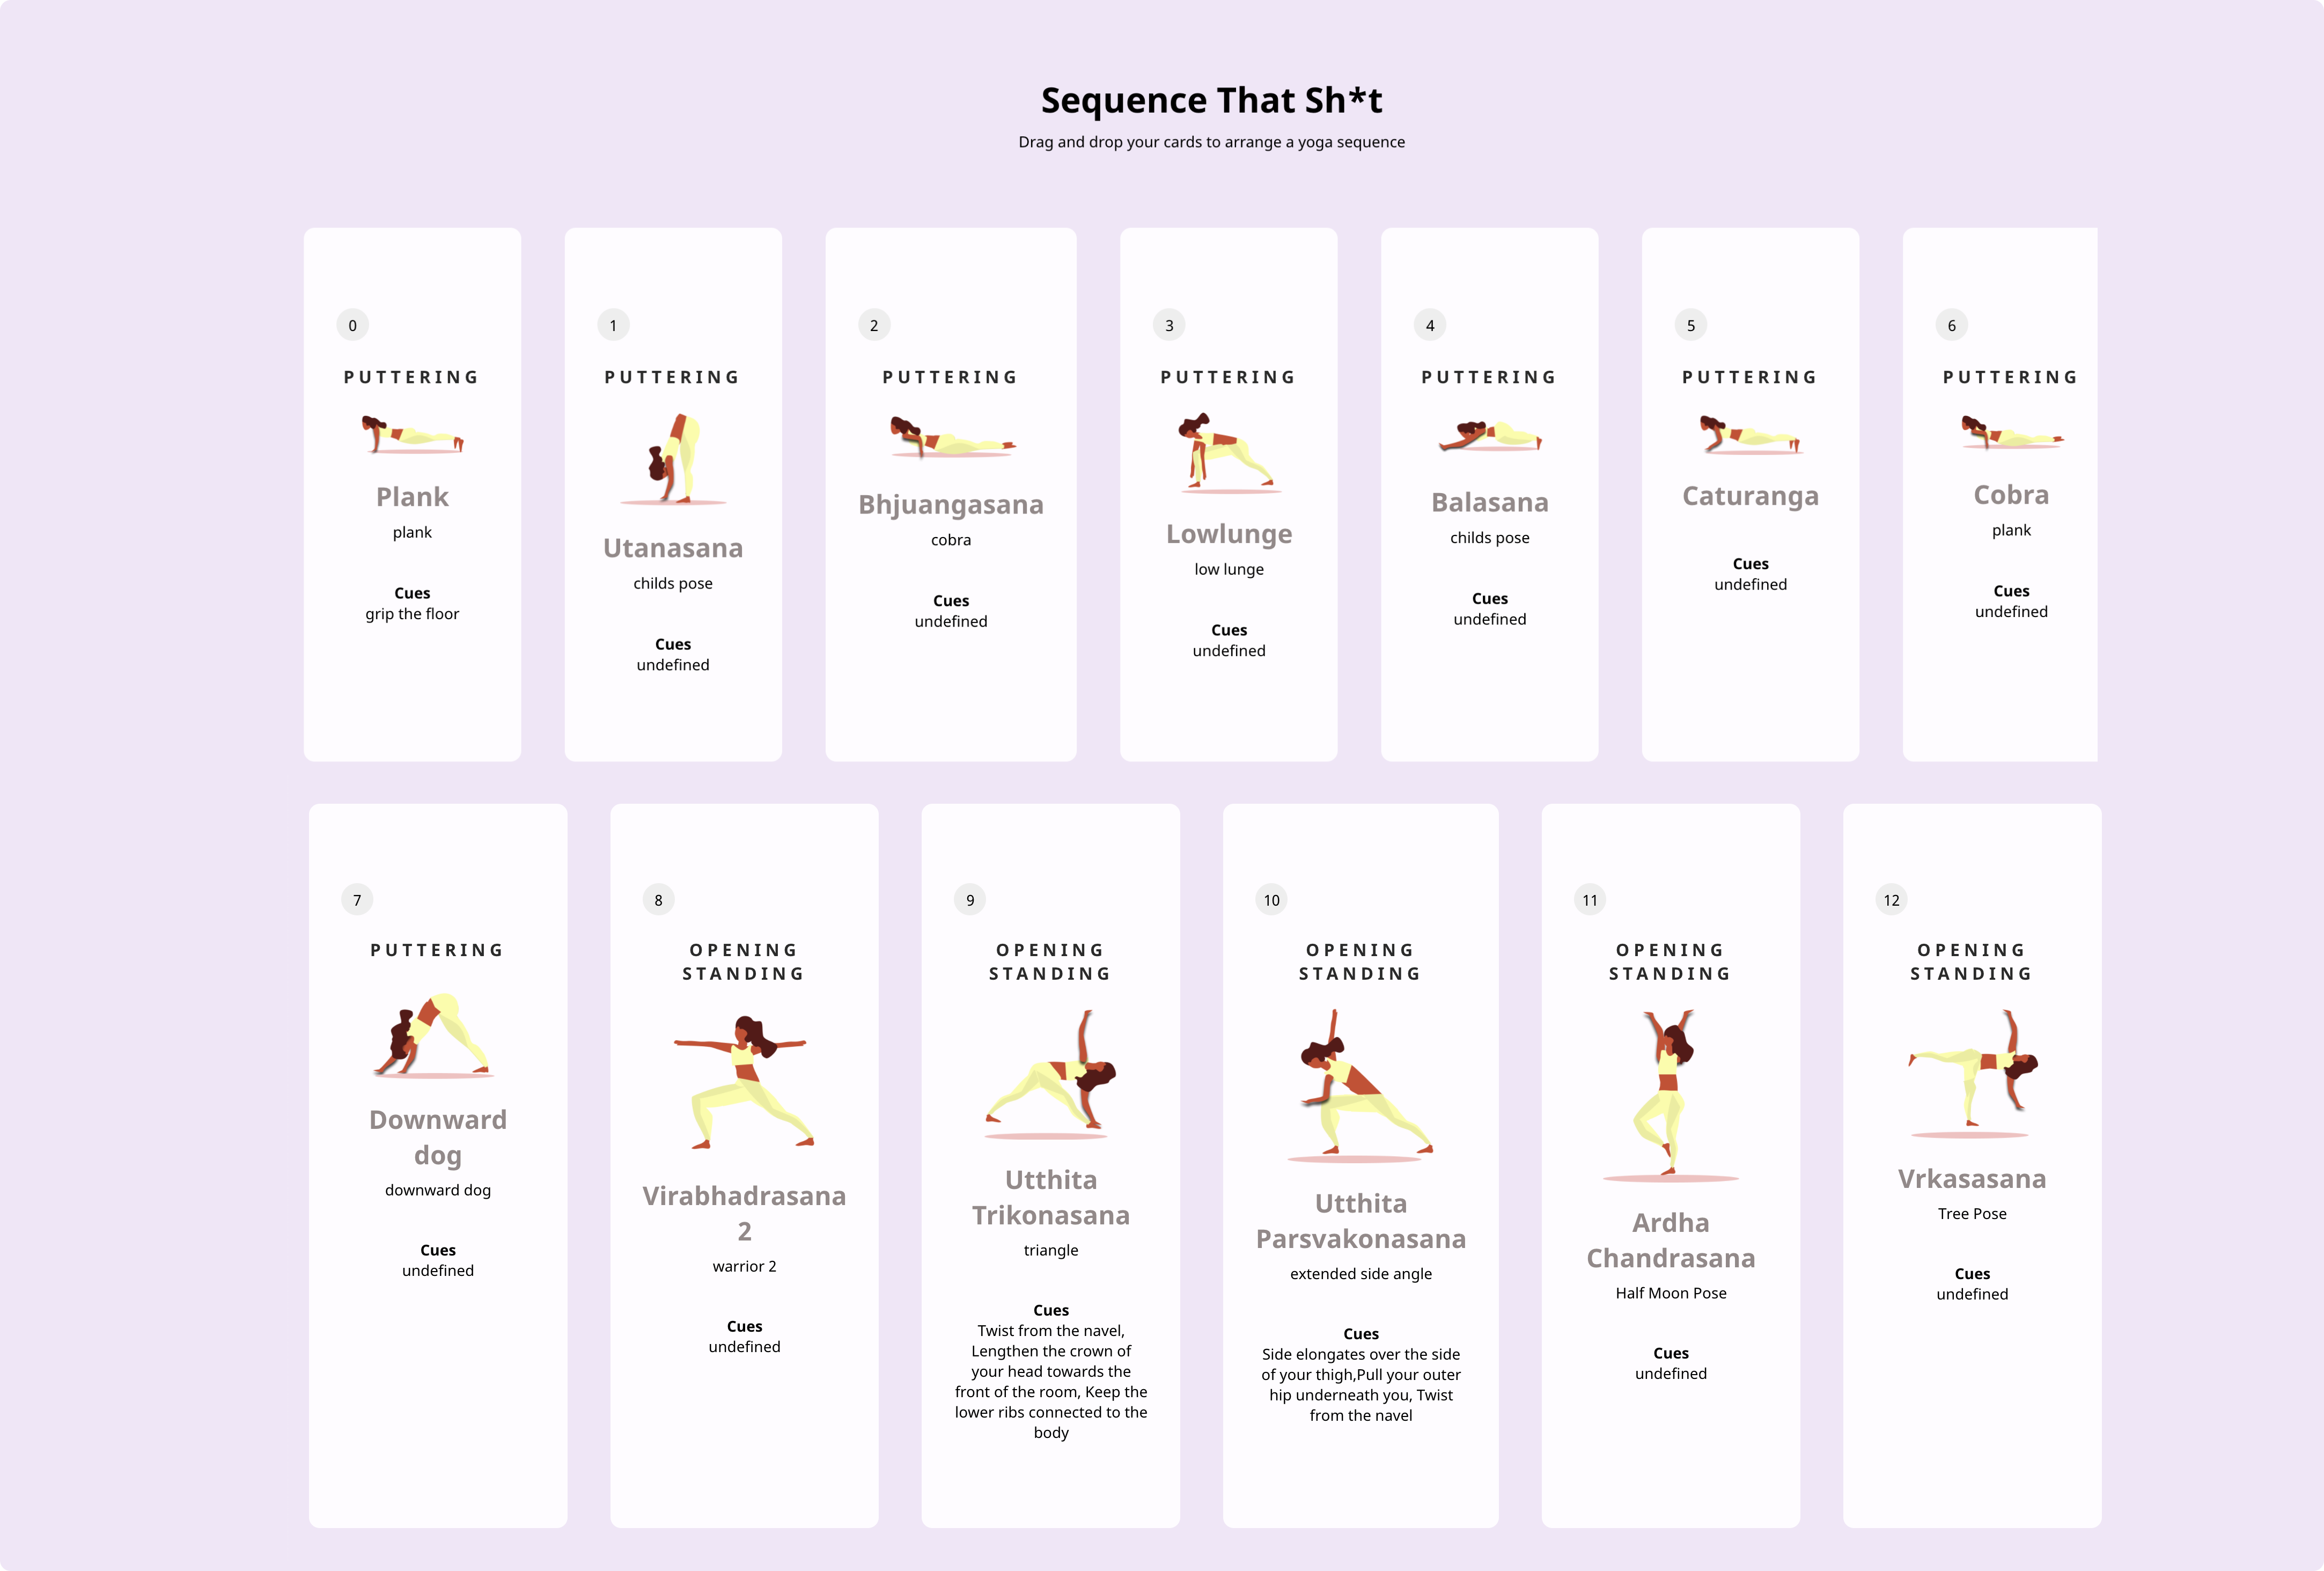 Sequence That Sh*t
Drag and drop your cards to arrange a yoga sequence
0
PUTTERING
Plank
plank
Cues
grip the floor
1
PUTTERING
Utanasana
childs pose
Cues
undefined
2
PUTTERING
Bhjuangasana
cobra
Cues
undefined
3
PUTTERING
Lowlunge
low lunge
Cues
undefined
4
PUTTERING
Balasana
childs pose
Cues
undefined
5
PUTTERING
Caturanga
Cues
undefined
6
PUTTERING
Cobra
plank
Cues
undefined
7
PUTTERING
Downward
dog
downward dog
Cues
undefined
8
OPENING
STANDING
Virabhadrasana
2
warrior 2
Cues
undefined
9
OPENING
STANDING
Utthita
Trikonasana
triangle
Cues
Twist from the navel,
Lengthen the crown of
your head towards the
front of the room, Keep the
lower ribs connected to the
body
10
OPENING
STANDING
Utthita
Parsvakonasana
extended side angle
Cues
Side elongates over the side
of your thigh,Pull your outer
hip underneath you, Twist
from the navel
11
OPENING
STANDING
Ardha
Chandrasana
Half Moon Pose
Cues
undefined
12
OPENING
STANDING
Vrkasasana
Tree Pose
Cues
undefined